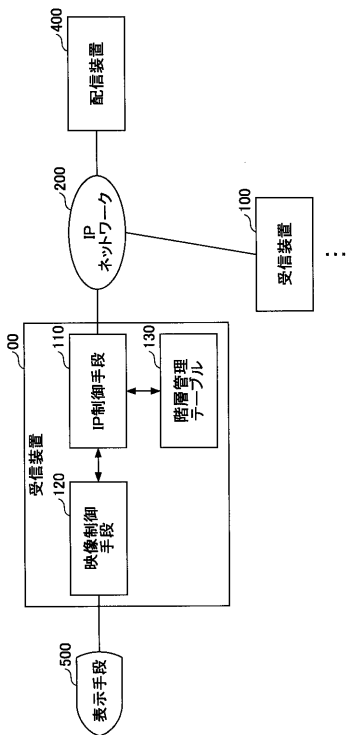 500
表示手段
00
受信装置
120
映像制御
手段
110
IP制御手段
130
階層管理
テーブル
200
IP
ネットワーク
400
配信装置
100
受信装置
…